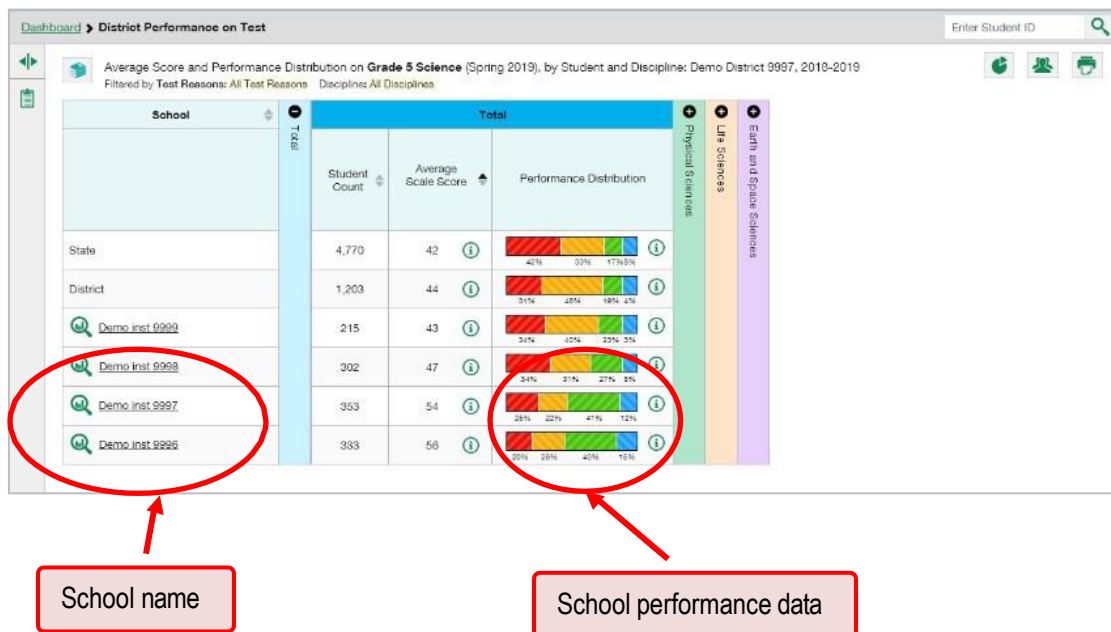 Dashboard ❯ District Performance on Test
Enter Student ID
Average Score and Performance Distribution on Grade 5 Science (Spring 2019), by Student and Discipline: Demo District 9997, 2018-2019
Filtered by Test Reasons: All Test Reasons Discipline: All Disciplines
School
Total
Total
Physical Sciences
Life Sciences
Earth and Space Sciences
Student Count
Average Scale Score
Performance Distribution
State 4,770 42
42% 33% 17% 8%
District 1,203 44
31% 19% 4%
Demo inst 9999 215 43
34% 40% 23% 3%
Demo inst 9998 302 47
34% 31% 27% 8%
Demo inst 9997 353 54
22% 41% 12%
Demo inst 9996 333 56
20% 40% 16%
School name
School performance data